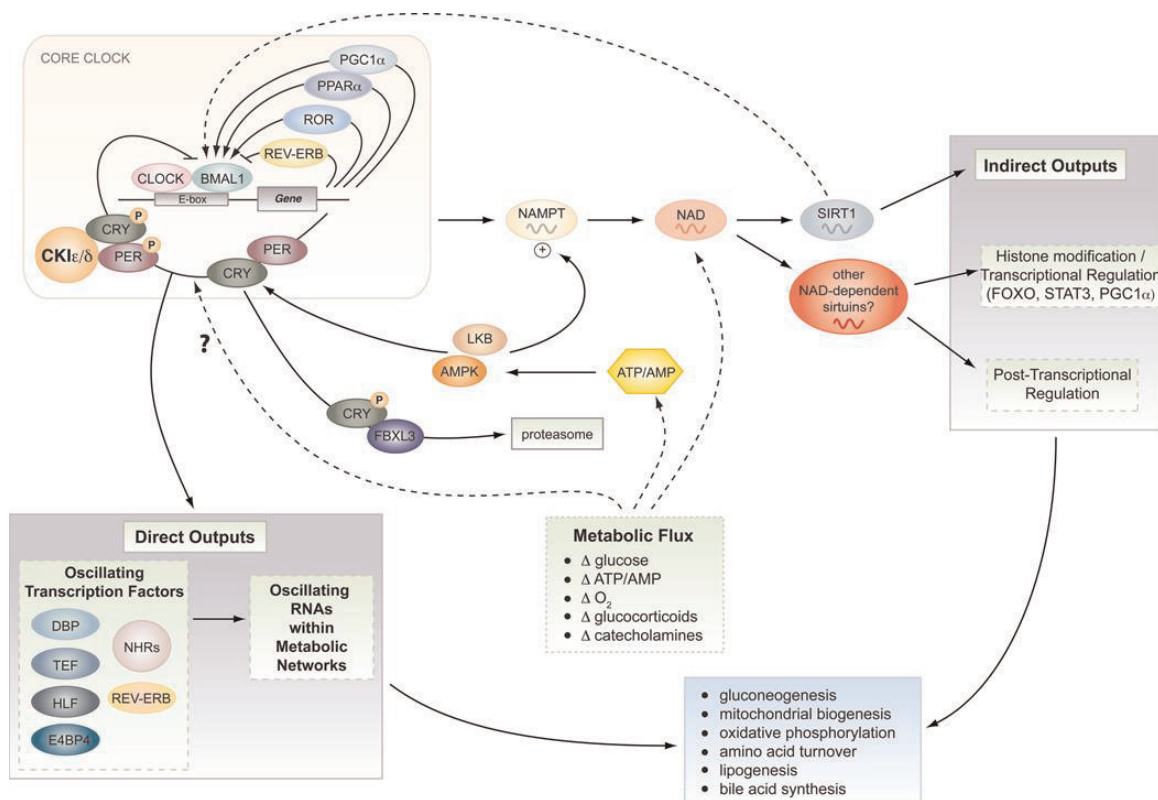 CORE CLOCK
PGC1α
PPARα
ROR
REV-ERB
CLOCK
BMAL1
E-box
Gene
P
CRY
P
CKIε/δ
PER
PER
CRY
NAMPT
+
NAD
SIRT1
other
NAD-dependent
sirtuins?
Indirect Outputs
Histone modification /
Transcriptional Regulation
(FOXO, STAT3, PGC1α)
Post-Transcriptional
Regulation
?
LKB
AMPK
ATP/AMP
P
CRY
FBXL3
proteasome
Metabolic Flux
• Δ glucose
• Δ ATP/AMP
• Δ O₂
• Δ glucocorticoids
• Δ catecholamines
Direct Outputs
Oscillating
Transcription Factors
DBP
TEF
HLF
E4BP4
NHRs
REV-ERB
Oscillating
RNAs
within
Metabolic
Networks
• gluconeogenesis
• mitochondrial biogenesis
• oxidative phosphorylation
• amino acid turnover
• lipogenesis
• bile acid synthesis